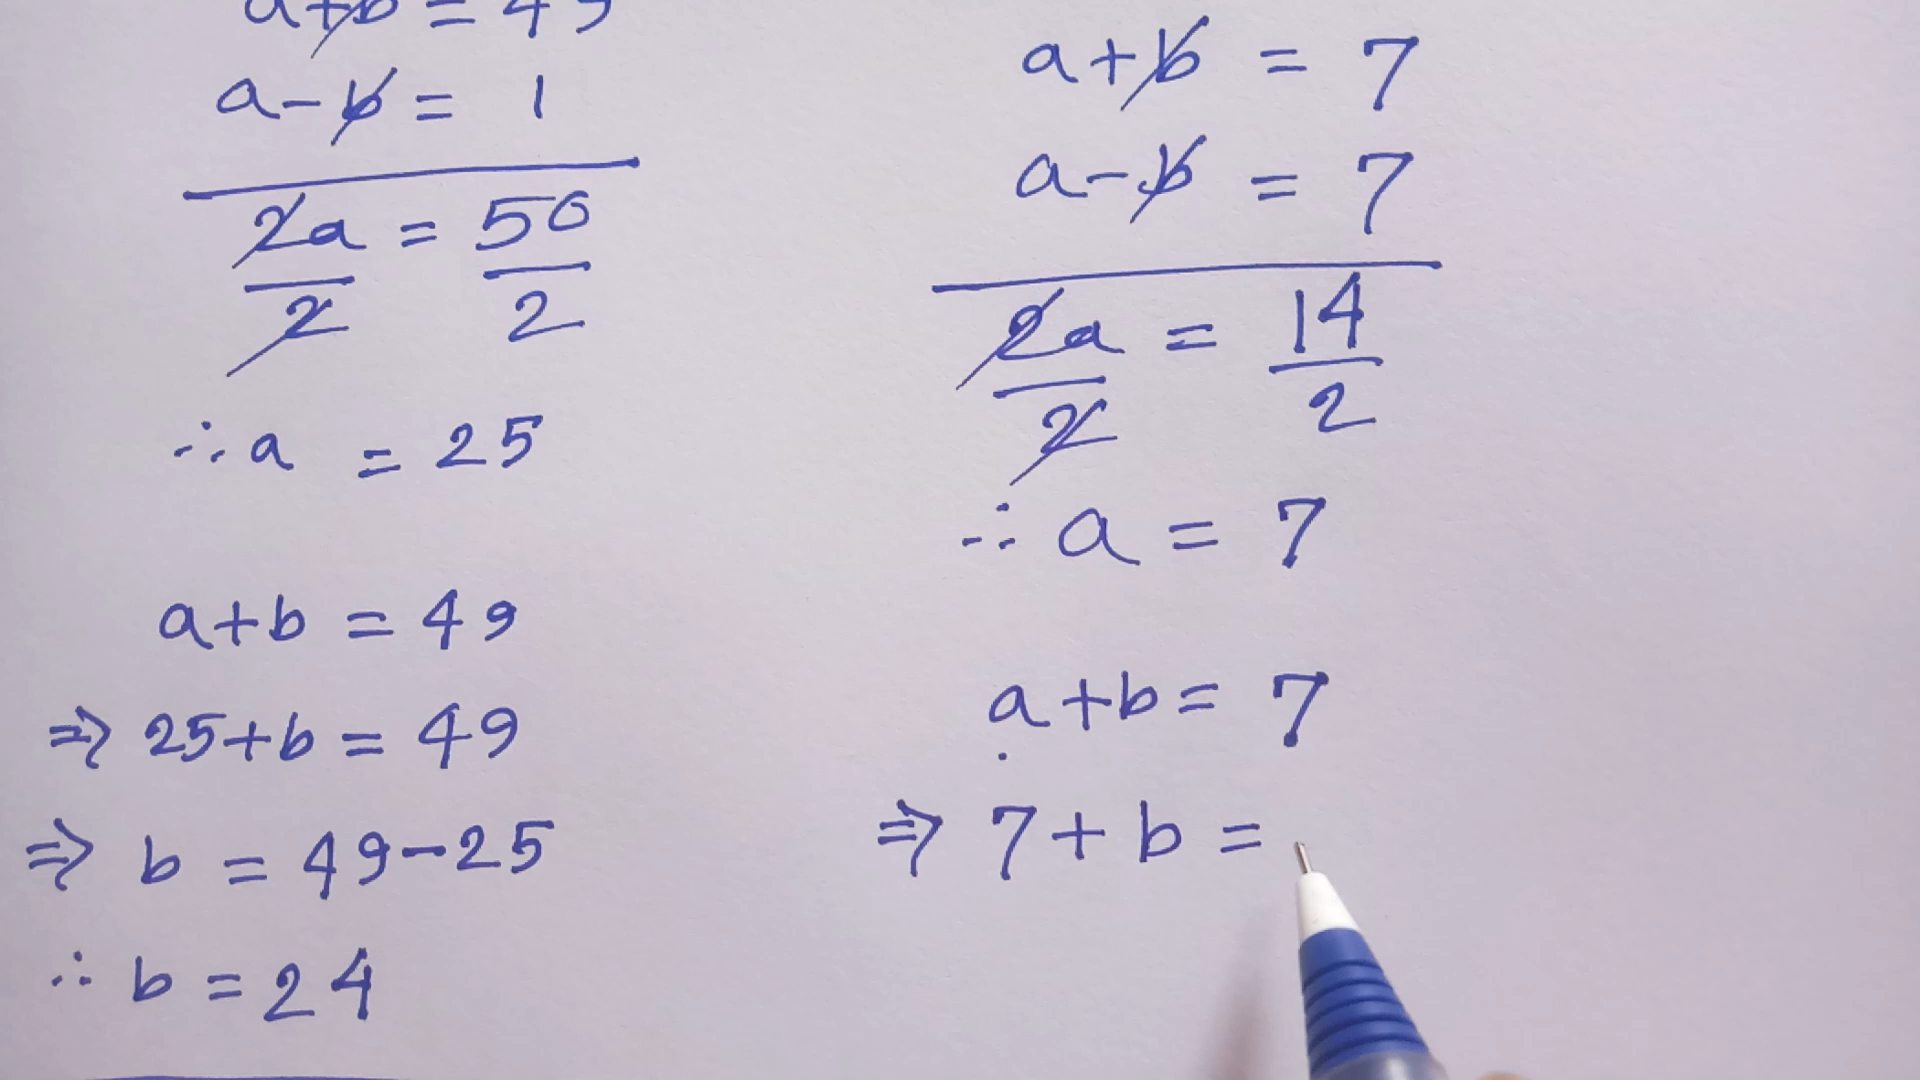 a+b = 49
a-b = 1
2a/2 = 50/2
∴ a = 25
a+b = 49
⇒ 25+b = 49
⇒ b = 49-25
∴ b = 24
a+b = 7
a-b = 7
2a/2 = 14/2
∴ a = 7
a+b = 7
⇒ 7+b =